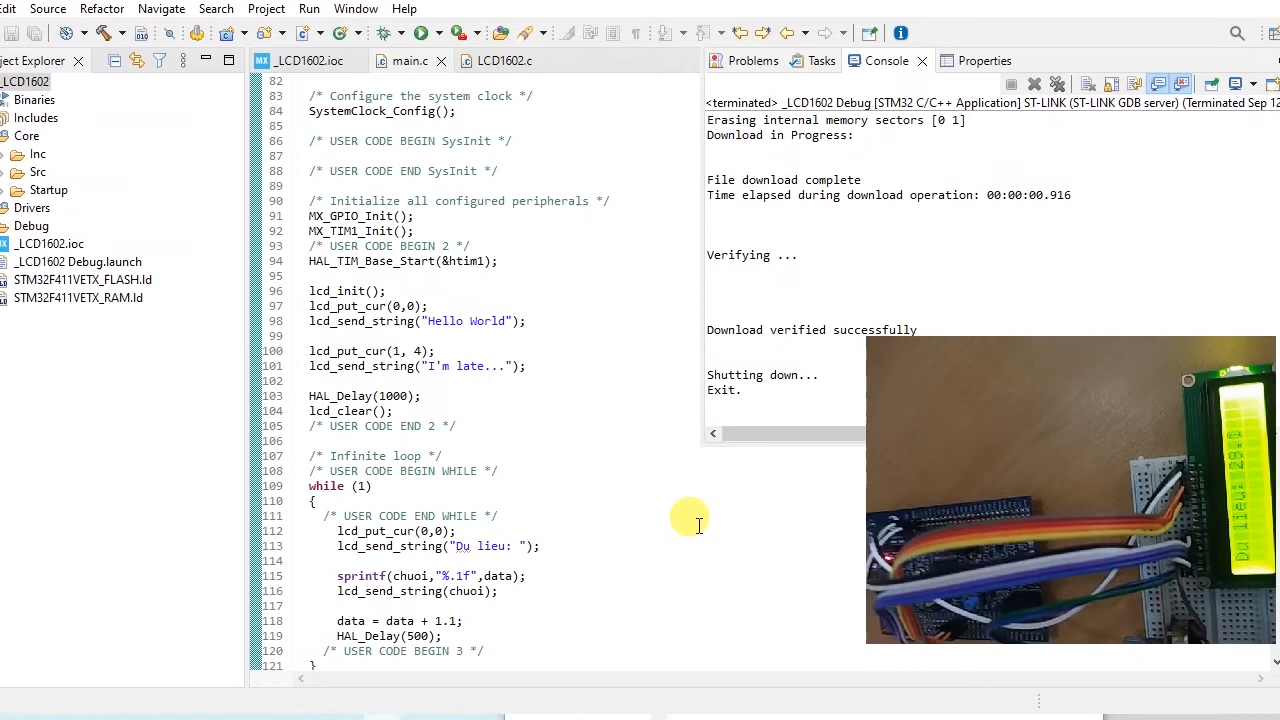 Edit Source Refactor Navigate Search Project Run Window Help
ject Explorer
_LCD1602
Binaries
Includes
Core
Inc
Src
Startup
Drivers
Debug
_LCD1602.ioc
_LCD1602 Debug.launch
STM32F411VETX_FLASH.ld
STM32F411VETX_RAM.ld
MX _LCD1602.ioc main.c LCD1602.c
82
83 /* Configure the system clock */
84 SystemClock_Config();
85
86 /* USER CODE BEGIN SysInit */
87
88 /* USER CODE END SysInit */
89
90 /* Initialize all configured peripherals */
91 MX_GPIO_Init();
92 MX_TIM1_Init();
93 /* USER CODE BEGIN 2 */
94 HAL_TIM_Base_Start(&htim1);
95
96 lcd_init();
97 lcd_put_cur(0,0);
98 lcd_send_string("Hello World");
99
100 lcd_put_cur(1, 4);
101 lcd_send_string("I'm late...");
102
103 HAL_Delay(1000);
104 lcd_clear();
105 /* USER CODE END 2 */
106
107 /* Infinite loop */
108 /* USER CODE BEGIN WHILE */
109 while (1)
110 {
111 /* USER CODE END WHILE */
112 lcd_put_cur(0,0);
113 lcd_send_string("Du lieu: ");
114
115 sprintf(chuoi,"%.1f",data);
116 lcd_send_string(chuoi);
117
118 data = data + 1.1;
119 HAL_Delay(500);
120 /* USER CODE BEGIN 3 */
121 }
Problems Tasks Console Properties
<terminated> _LCD1602 Debug [STM32 C/C++ Application] ST-LINK (ST-LINK GDB server) (Terminated Sep 12
Erasing internal memory sectors [0 1]
Download in Progress:
File download complete
Time elapsed during download operation: 00:00:00.916
Verifying ...
Download verified successfully
Shutting down...
Exit.
Du lieu: 28.0